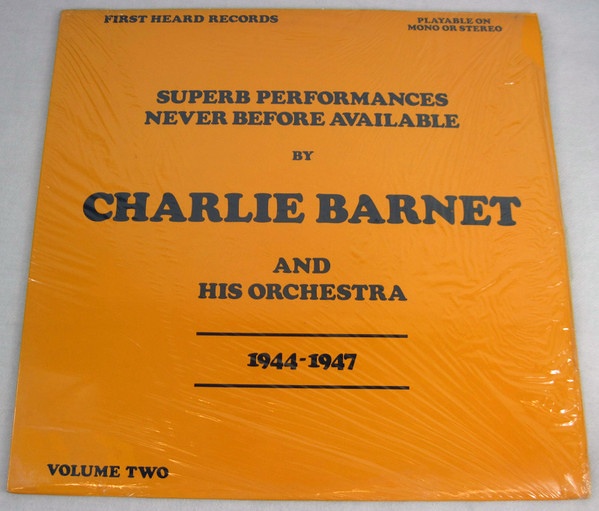 FIRST HEARD RECORDS
PLAYABLE ON
MONO OR STEREO
SUPERB PERFORMANCES
NEVER BEFORE AVAILABLE
BY
CHARLIE BARNET
AND
HIS ORCHESTRA
1944-1947
VOLUME TWO